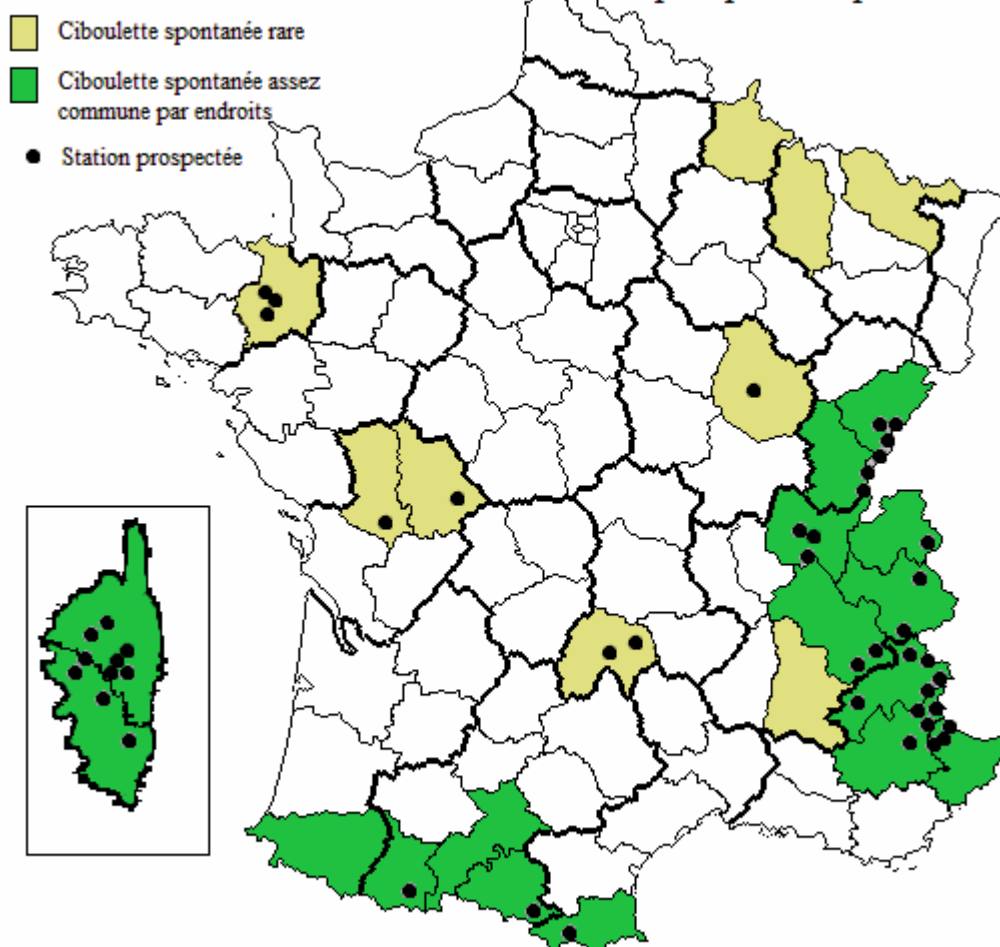 Ciboulette spontanée rare
Ciboulette spontanée assez
commune par endroits
Station prospectée